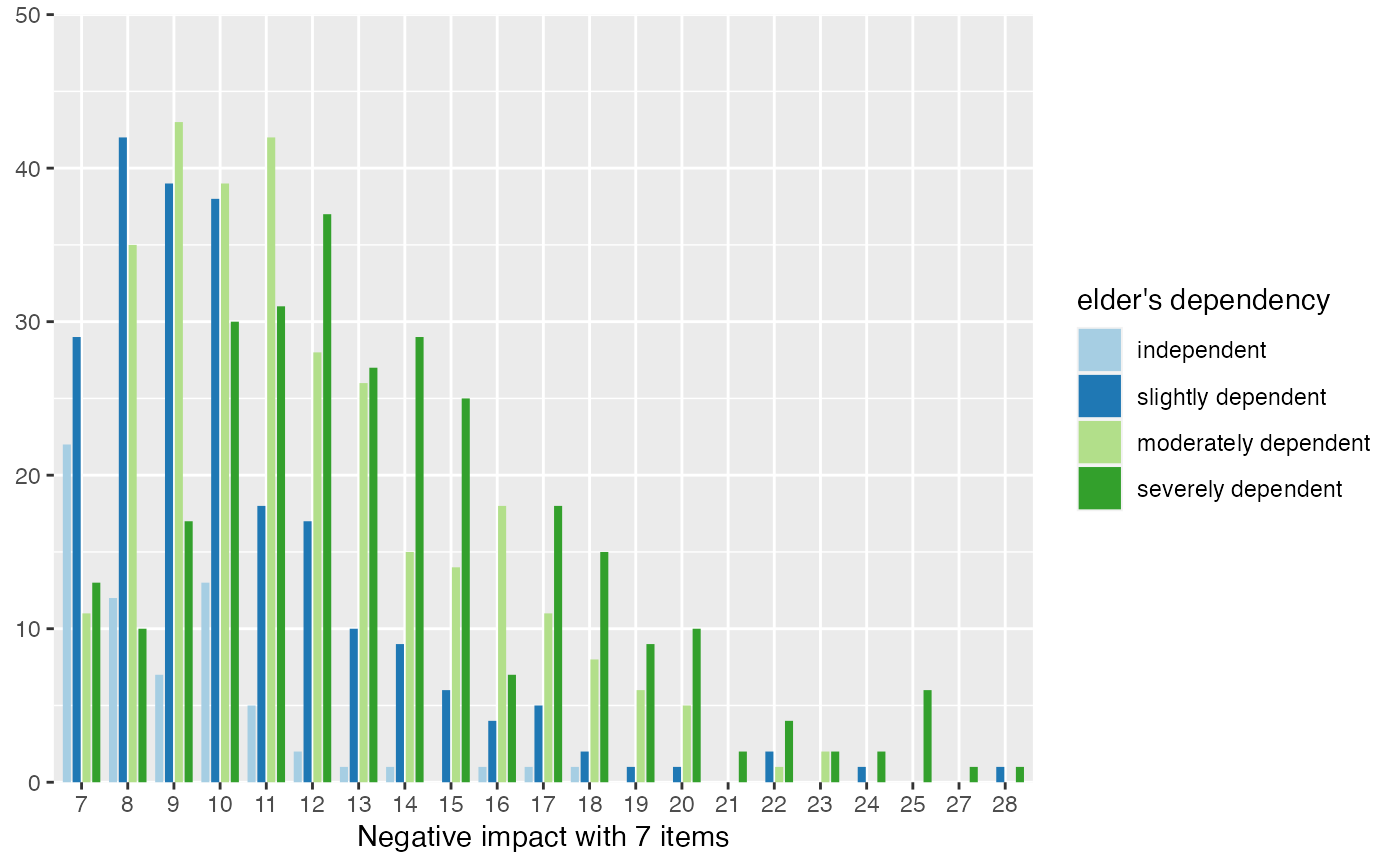 50
40
30
20
10
0
7 8 9 10 11 12 13 14 15 16 17 18 19 20 21 22 23 24 25 27 28
Negative impact with 7 items
elder's dependency
independent
slightly dependent
moderately dependent
severely dependent